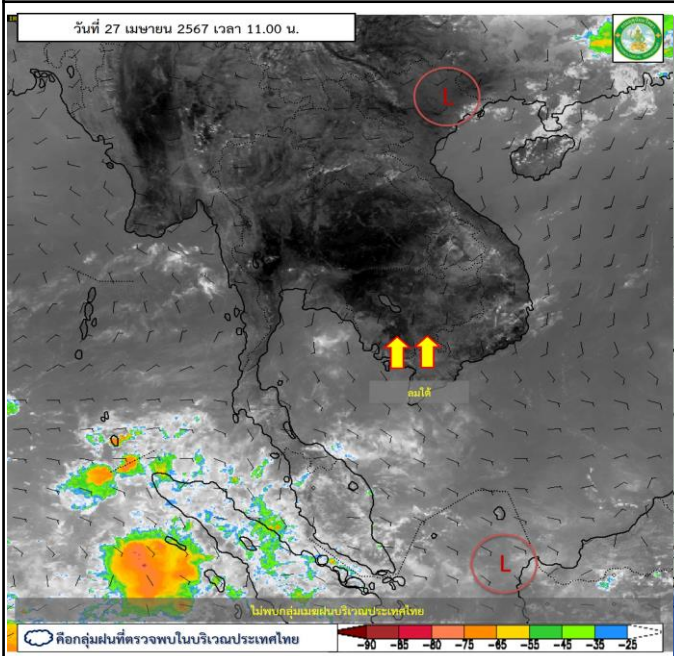 วันที่ 27 เมษายน 2567 เวลา 11.00 น.
L
ลมใต้
L
ไม่พบกลุ่มเมฆฝนบริเวณประเทศไทย
คือกลุ่มฝนที่ตรวจพบในบริเวณประเทศไทย
-90 -85 -80 -75 -65 -55 -45 -35 -25